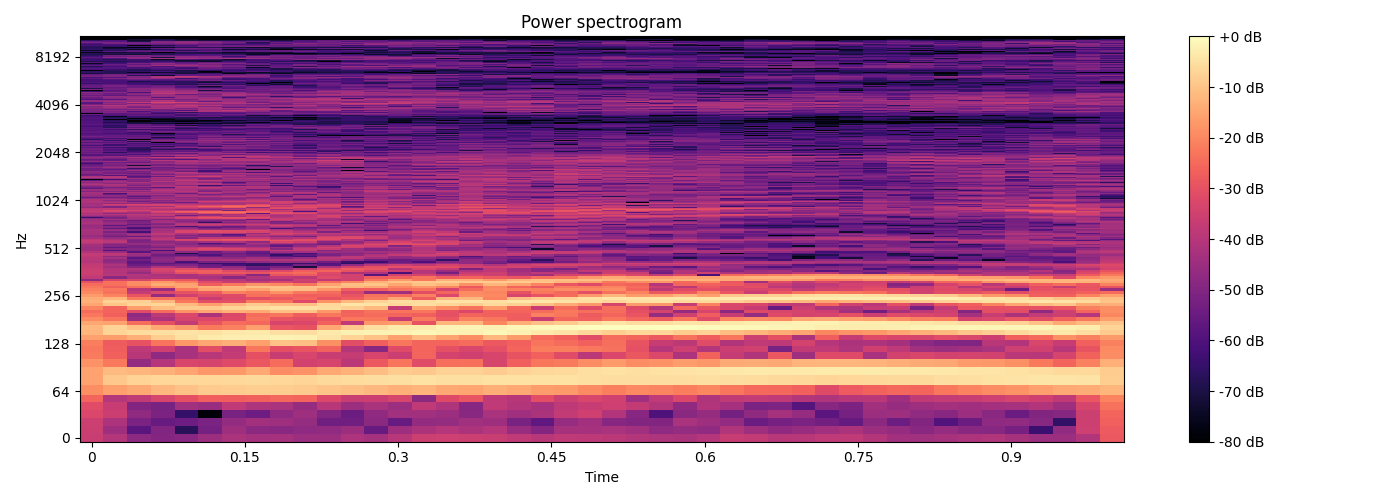 Power spectrogram
Hz
8192
4096
2048
1024
512
256
128
64
0
0 0.15 0.3 0.45 0.6 0.75 0.9
Time
+0 dB
-10 dB
-20 dB
-30 dB
-40 dB
-50 dB
-60 dB
-70 dB
-80 dB